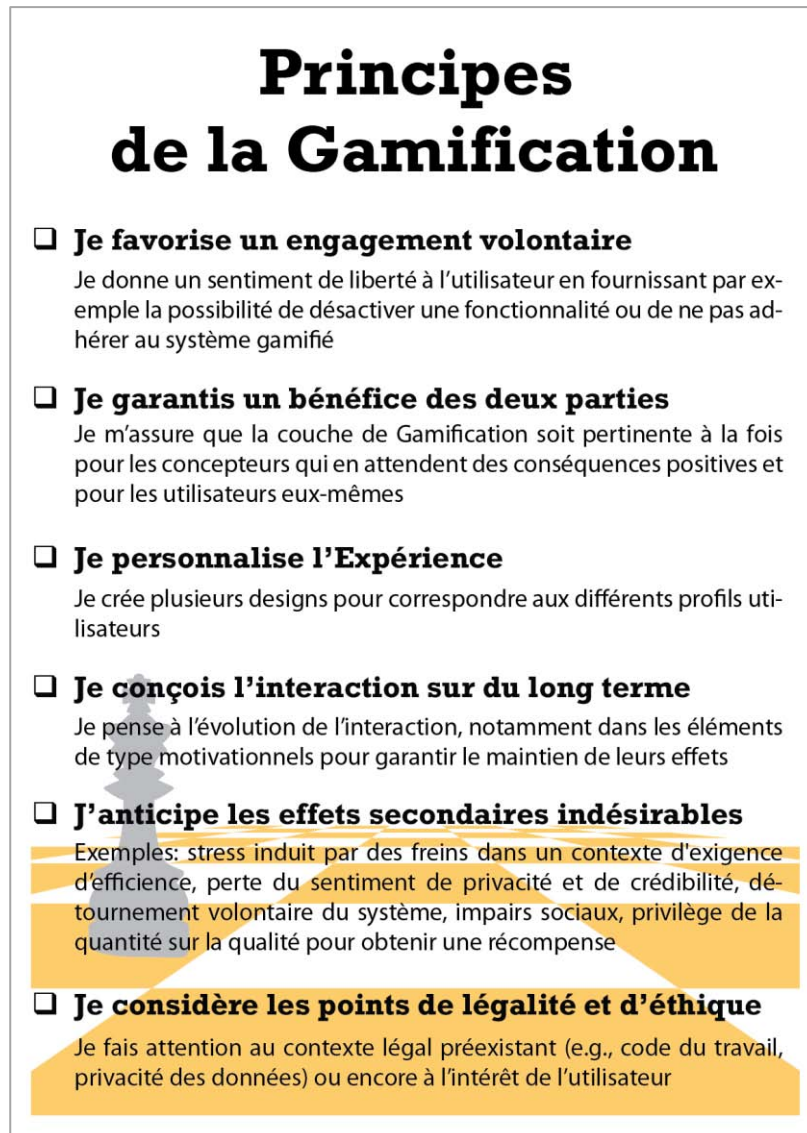 Principes
de la Gamification
❑ Je favorise un engagement volontaire
Je donne un sentiment de liberté à l'utilisateur en fournissant par ex-
emple la possibilité de désactiver une fonctionnalité ou de ne pas ad-
hérer au système gamifié
❑ Je garantis un bénéfice des deux parties
Je m'assure que la couche de Gamification soit pertinente à la fois
pour les concepteurs qui en attendent des conséquences positives et
pour les utilisateurs eux-mêmes
❑ Je personnalise l'Expérience
Je crée plusieurs designs pour correspondre aux différents profils uti-
lisateurs
❑ Je conçois l'interaction sur du long terme
Je pense à l'évolution de l'interaction, notamment dans les éléments
de type motivationnels pour garantir le maintien de leurs effets
❑ J'anticipe les effets secondaires indésirables
Exemples: stress induit par des freins dans un contexte d'exigence
d'efficience, perte du sentiment de privacité et de crédibilité, dé-
tournement volontaire du système, impairs sociaux, privilège de la
quantité sur la qualité pour obtenir une récompense
❑ Je considère les points de légalité et d'éthique
Je fais attention au contexte légal préexistant (e.g., code du travail,
privacité des données) ou encore à l'intérêt de l'utilisateur